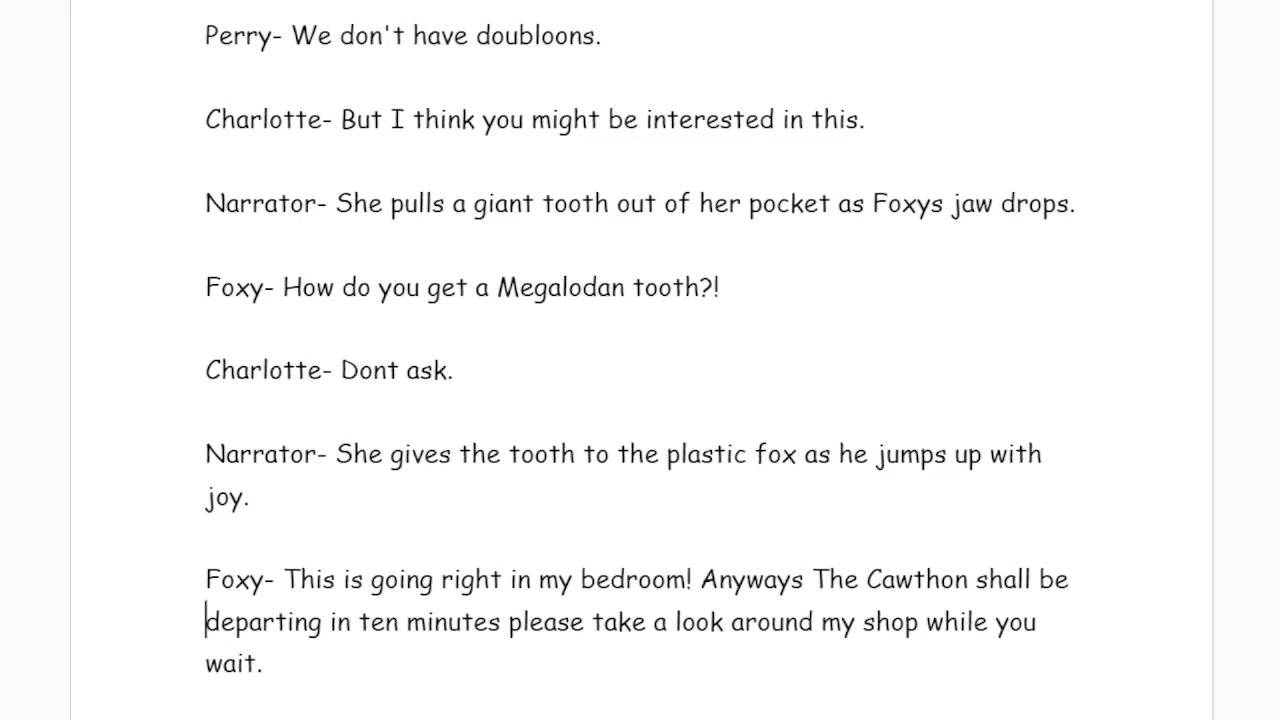 Perry- We don't have doubloons.
Charlotte- But I think you might be interested in this.
Narrator- She pulls a giant tooth out of her pocket as Foxys jaw drops.
Foxy- How do you get a Megalodan tooth?!
Charlotte- Dont ask.
Narrator- She gives the tooth to the plastic fox as he jumps up with
joy.
Foxy- This is going right in my bedroom! Anyways The Cawthon shall be
departing in ten minutes please take a look around my shop while you
wait.